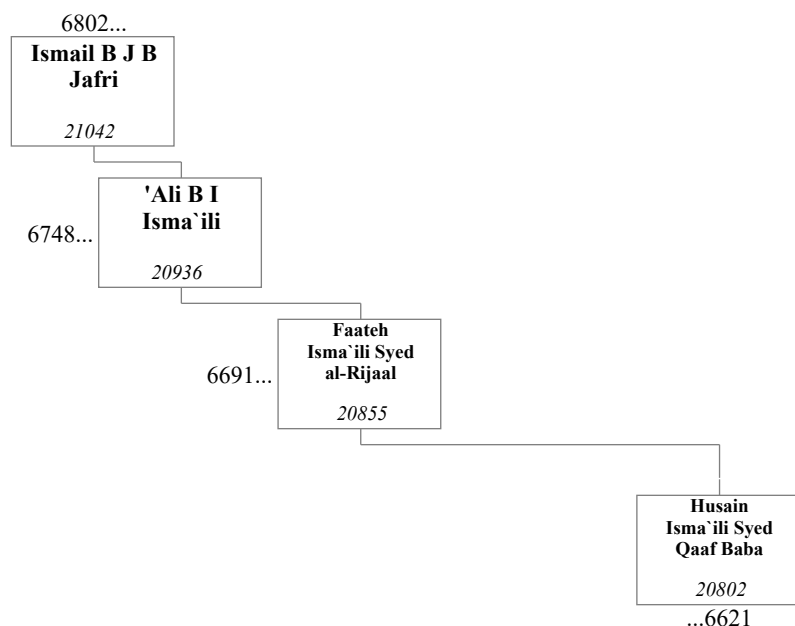 6802...
Ismail B J B
Jafri
21042
'Ali B I
Isma`ili
6748...
20936
Faateh
Isma`ili Syed
al-Rijaal
6691...
20855
Husain
Isma`ili Syed
Qaaf Baba
20802
...6621